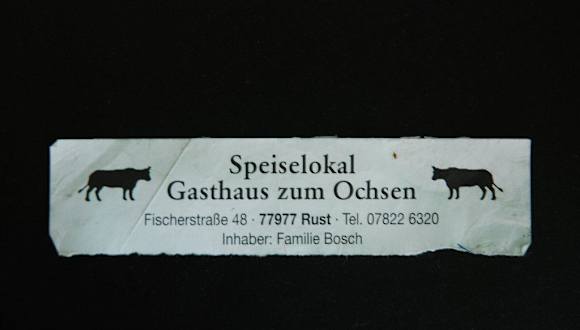 Speiselokal
Gasthaus zum Ochsen
Fischerstraße 48 · 77977 Rust · Tel. 07822 6320
Inhaber: Familie Bosch